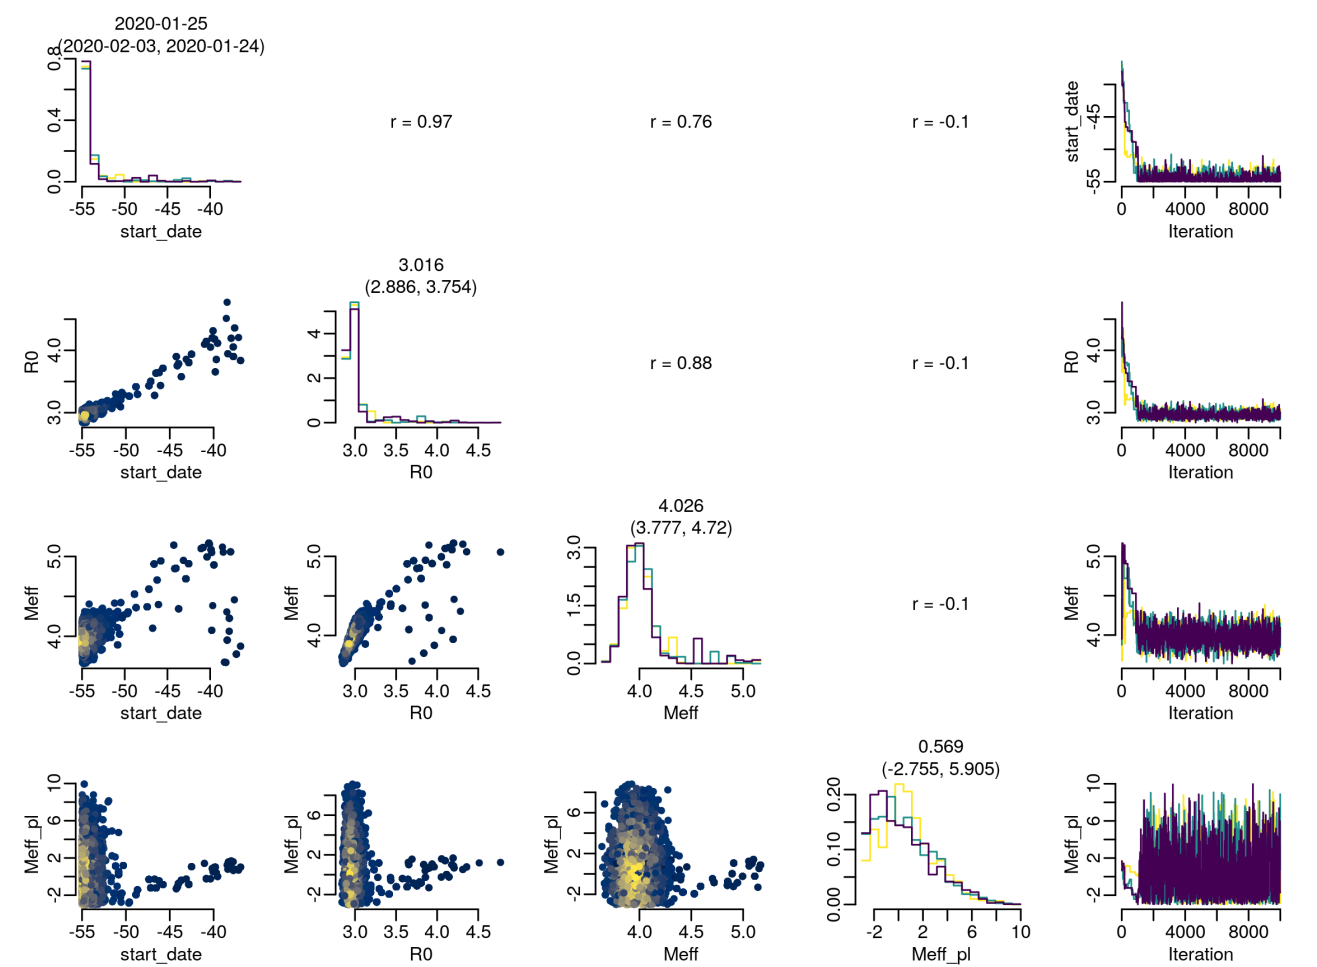 2020-01-25
(2020-02-03, 2020-01-24)
0.0 0.4 0.8
-55 -50 -45 -40
start_date
r = 0.97
r = 0.76
r = -0.1
start_date
-55 -45
0 4000 8000
Iteration
R0
3.0 4.0
-55 -50 -45 -40
start_date
3.016
(2.886, 3.754)
0 2 4
3.0 3.5 4.0 4.5
R0
r = 0.88
r = -0.1
R0
3.0 4.0
0 4000 8000
Iteration
Meff
4.0 5.0
-55 -50 -45 -40
start_date
Meff
4.0 5.0
3.0 3.5 4.0 4.5
R0
4.026
(3.777, 4.72)
0.0 1.5 3.0
4.0 4.5 5.0
Meff
r = -0.1
Meff
4.0 5.0
0 4000 8000
Iteration
Meff_pl
-2 2 6 10
-55 -50 -45 -40
start_date
Meff_pl
-2 2 6
3.0 3.5 4.0 4.5
R0
Meff_pl
-2 2 6
4.0 4.5 5.0
Meff
0.569
(-2.755, 5.905)
0.00 0.10 0.20
-2 2 6 10
Meff_pl
Meff_pl
-2 2 6 10
0 4000 8000
Iteration